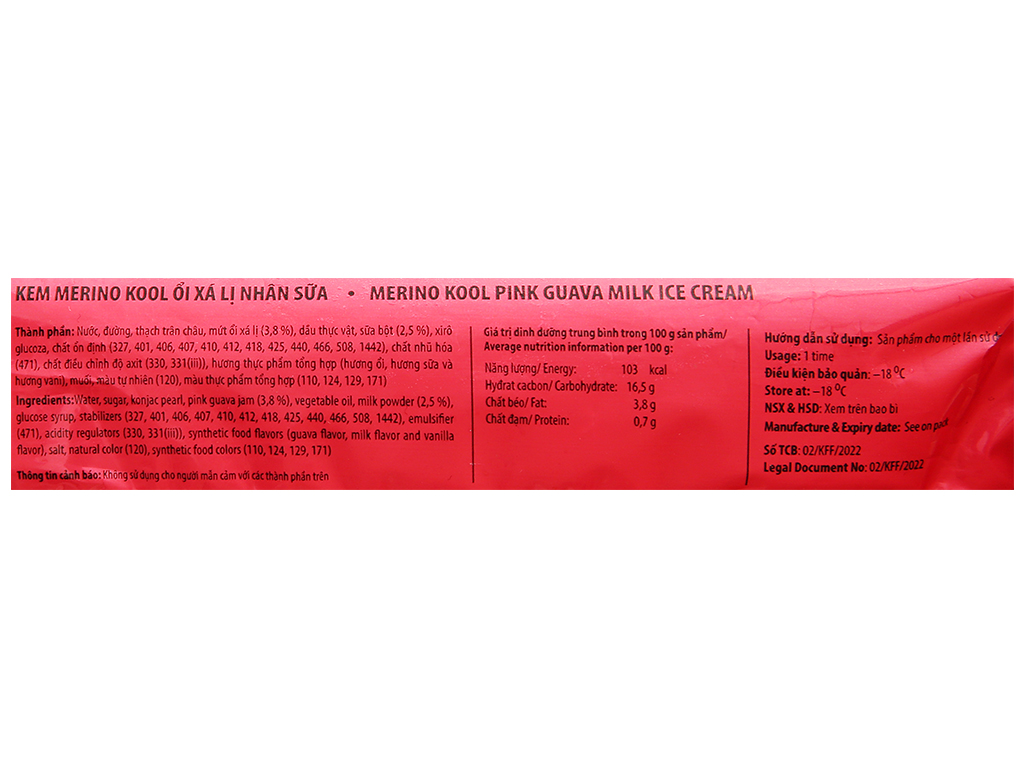 KEM MERINO KOOL ỔI XÁ LỊ NHÂN SỮA • MERINO KOOL PINK GUAVA MILK ICE CREAM
Thành phần: Nước, đường, thạch trân châu, mứt ổi xá lị (3,8 %), dầu thực vật, sữa bột (2,5 %), xirô
glucoza, chất ổn định (327, 401, 406, 407, 410, 412, 418, 425, 440, 466, 508, 1442), chất nhũ hóa
(471), chất điều chỉnh độ axit (330, 331(iii)), hương thực phẩm tổng hợp (hương ổi, hương sữa và
hương vani), muối, màu tự nhiên (120), màu thực phẩm tổng hợp (110, 124, 129, 171)
Ingredients:Water, sugar, konjac pearl, pink guava jam (3,8 %), vegetable oil, milk powder (2,5 %),
glucose syrup, stabilizers (327, 401, 406, 407, 410, 412, 418, 425, 440, 466, 508, 1442), emulsifier
(471), acidity regulators (330, 331(iii)), synthetic food flavors (guava flavor, milk flavor and vanilla
flavor), salt, natural color (120), synthetic food colors (110, 124, 129, 171)
Thông tin cảnh báo: Không sử dụng cho người mẫn cảm với các thành phần trên
Giá trị dinh dưỡng trung bình trong 100 g sản phẩm/
Average nutrition information per 100 g:
Năng lượng/ Energy: 103 kcal
Hydrat cacbon/ Carbohydrate: 16,5 g
Chất béo/ Fat: 3,8 g
Chất đạm/ Protein: 0,7 g
Hướng dẫn sử dụng: Sản phẩm cho một lần sử
Usage: 1 time
Điều kiện bảo quản: –18 ⁰C
Store at: –18 ⁰C
NSX & HSD: Xem trên bao bì
Manufacture & Expiry date: See on pack
Số TCB: 02/KFF/2022
Legal Document No: 02/KFF/2022